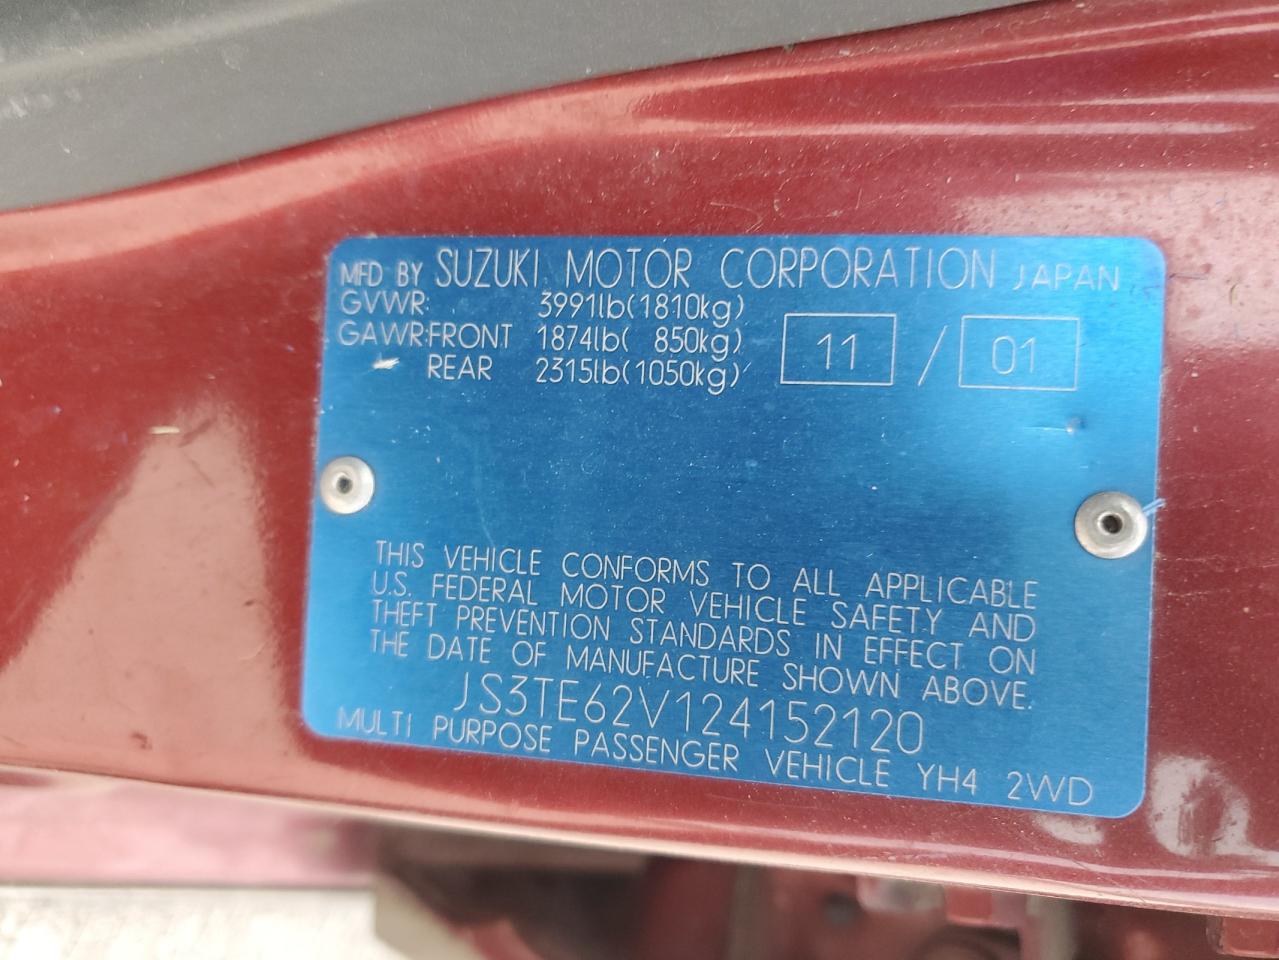 MFD BY SUZUKI MOTOR CORPORATION JAPAN
GVWR: 3991lb(1810kg)
GAWR:FRONT 1874lb( 850kg)
REAR 2315lb(1050kg)
11 / 01
THIS VEHICLE CONFORMS TO ALL APPLICABLE
U.S. FEDERAL MOTOR VEHICLE SAFETY AND
THEFT PREVENTION STANDARDS IN EFFECT ON
THE DATE OF MANUFACTURE SHOWN ABOVE.
JS3TE62V124152120
MULTI PURPOSE PASSENGER VEHICLE YH4 2WD